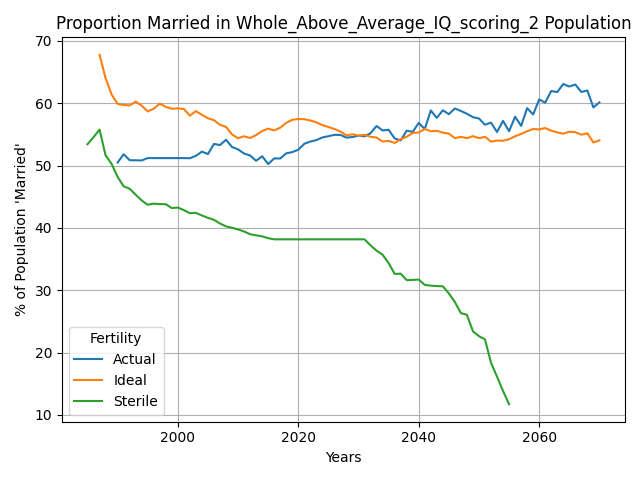 Proportion Married in Whole_Above_Average_IQ_scoring_2 Population
% of Population 'Married'
70
60
50
40
30
20
10
Fertility
Actual
Ideal
Sterile
2000
2020
2040
2060
Years